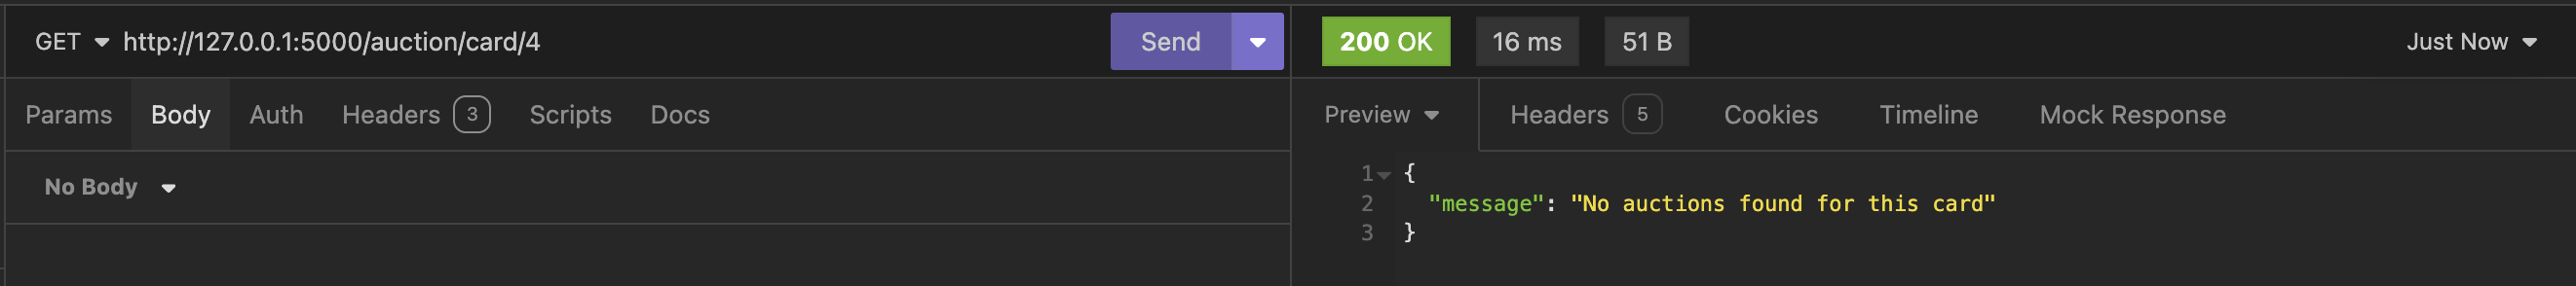 GET http://127.0.0.1:5000/auction/card/4 Send 200 OK 16 ms 51 B Just Now
Params Body Auth Headers 3 Scripts Docs Preview Headers 5 Cookies Timeline Mock Response
No Body
1 {
2 "message": "No auctions found for this card"
3 }